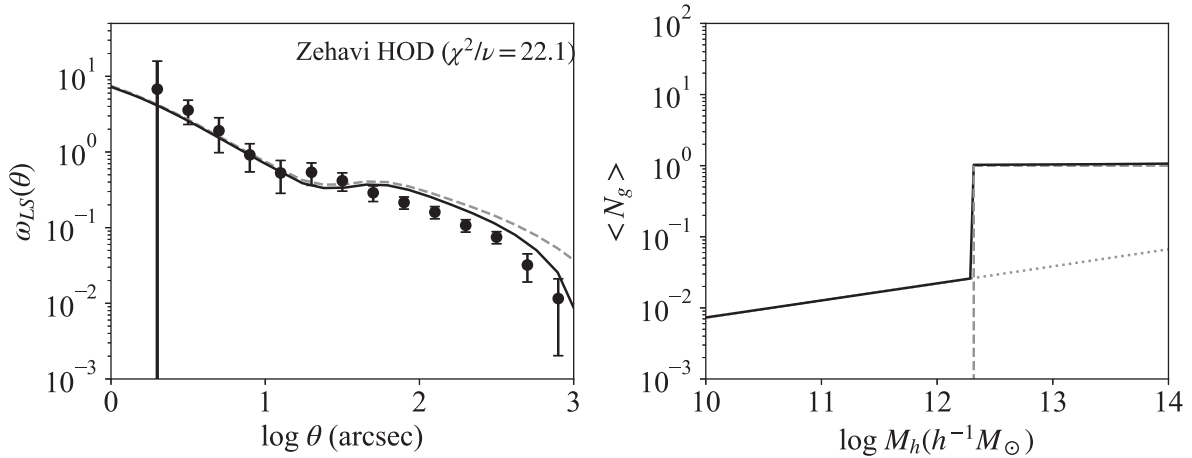 Zehavi HOD (χ²/ν = 22.1)
10¹
10⁰
10⁻¹
10⁻²
10⁻³
ω_LS(θ)
0 1 2 3
log θ (arcsec)
10²
10¹
10⁰
10⁻¹
10⁻²
10⁻³
< N_g >
10 11 12 13 14
log M_h(h⁻¹M_⊙)